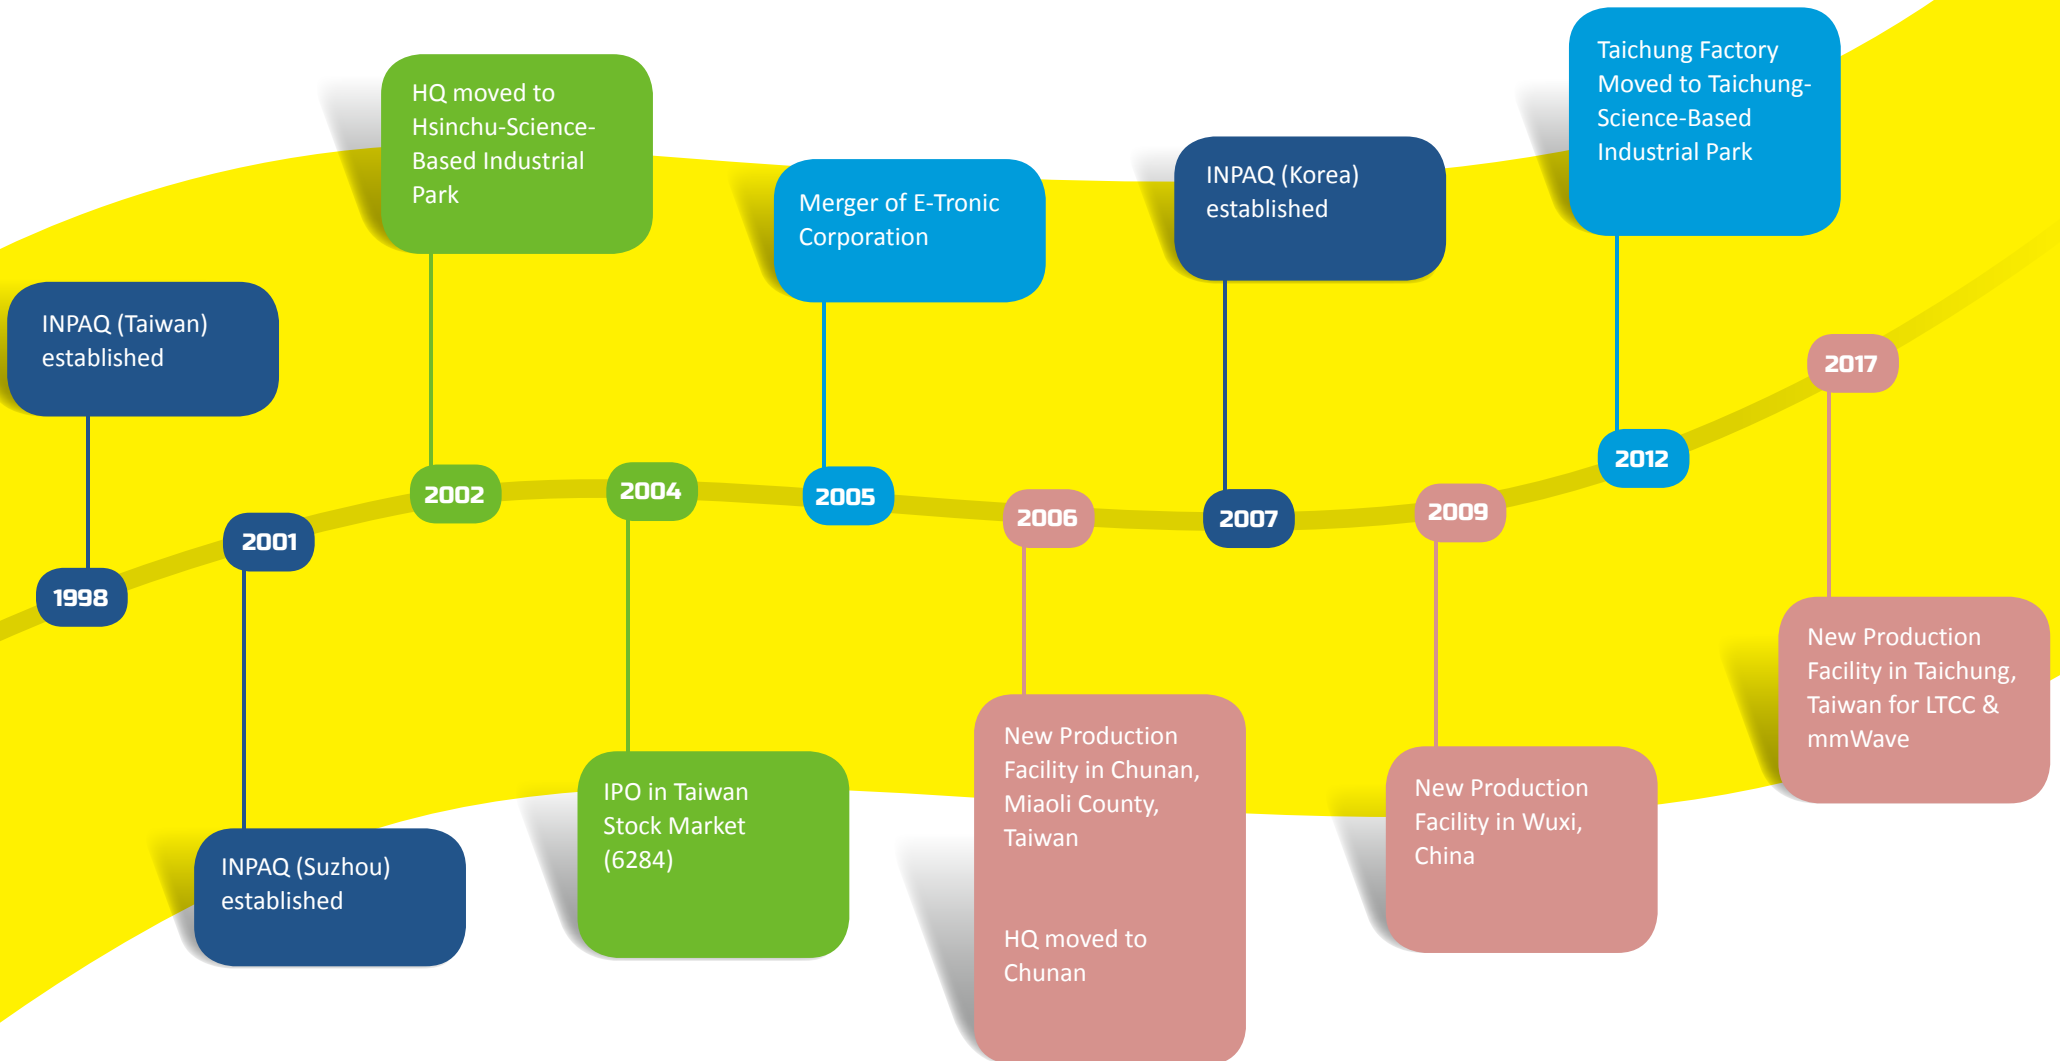 1998
INPAQ (Taiwan)
established
2001
INPAQ (Suzhou)
established
2002
HQ moved to
Hsinchu-Science-
Based Industrial
Park
2004
IPO in Taiwan
Stock Market
(6284)
2005
Merger of E-Tronic
Corporation
2006
New Production
Facility in Chunan,
Miaoli County,
Taiwan
HQ moved to
Chunan
2007
INPAQ (Korea)
established
2009
New Production
Facility in Wuxi,
China
2012
Taichung Factory
Moved to Taichung-
Science-Based
Industrial Park
2017
New Production
Facility in Taichung,
Taiwan for LTCC &
mmWave